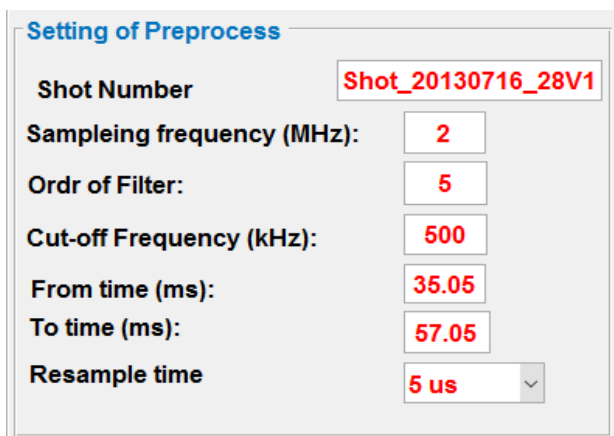 Setting of Preprocess
Shot Number Shot_20130716_28V1
Sampleing frequency (MHz): 2
Ordr of Filter: 5
Cut-off Frequency (kHz): 500
From time (ms): 35.05
To time (ms): 57.05
Resample time 5 us